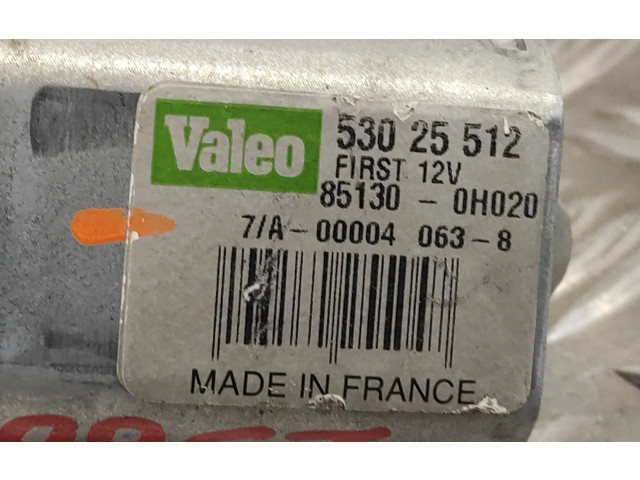 Valeo
530 25 512
FIRST 12V
85130 - 0H020
7/A - 00004 063 - 8
MADE IN FRANCE